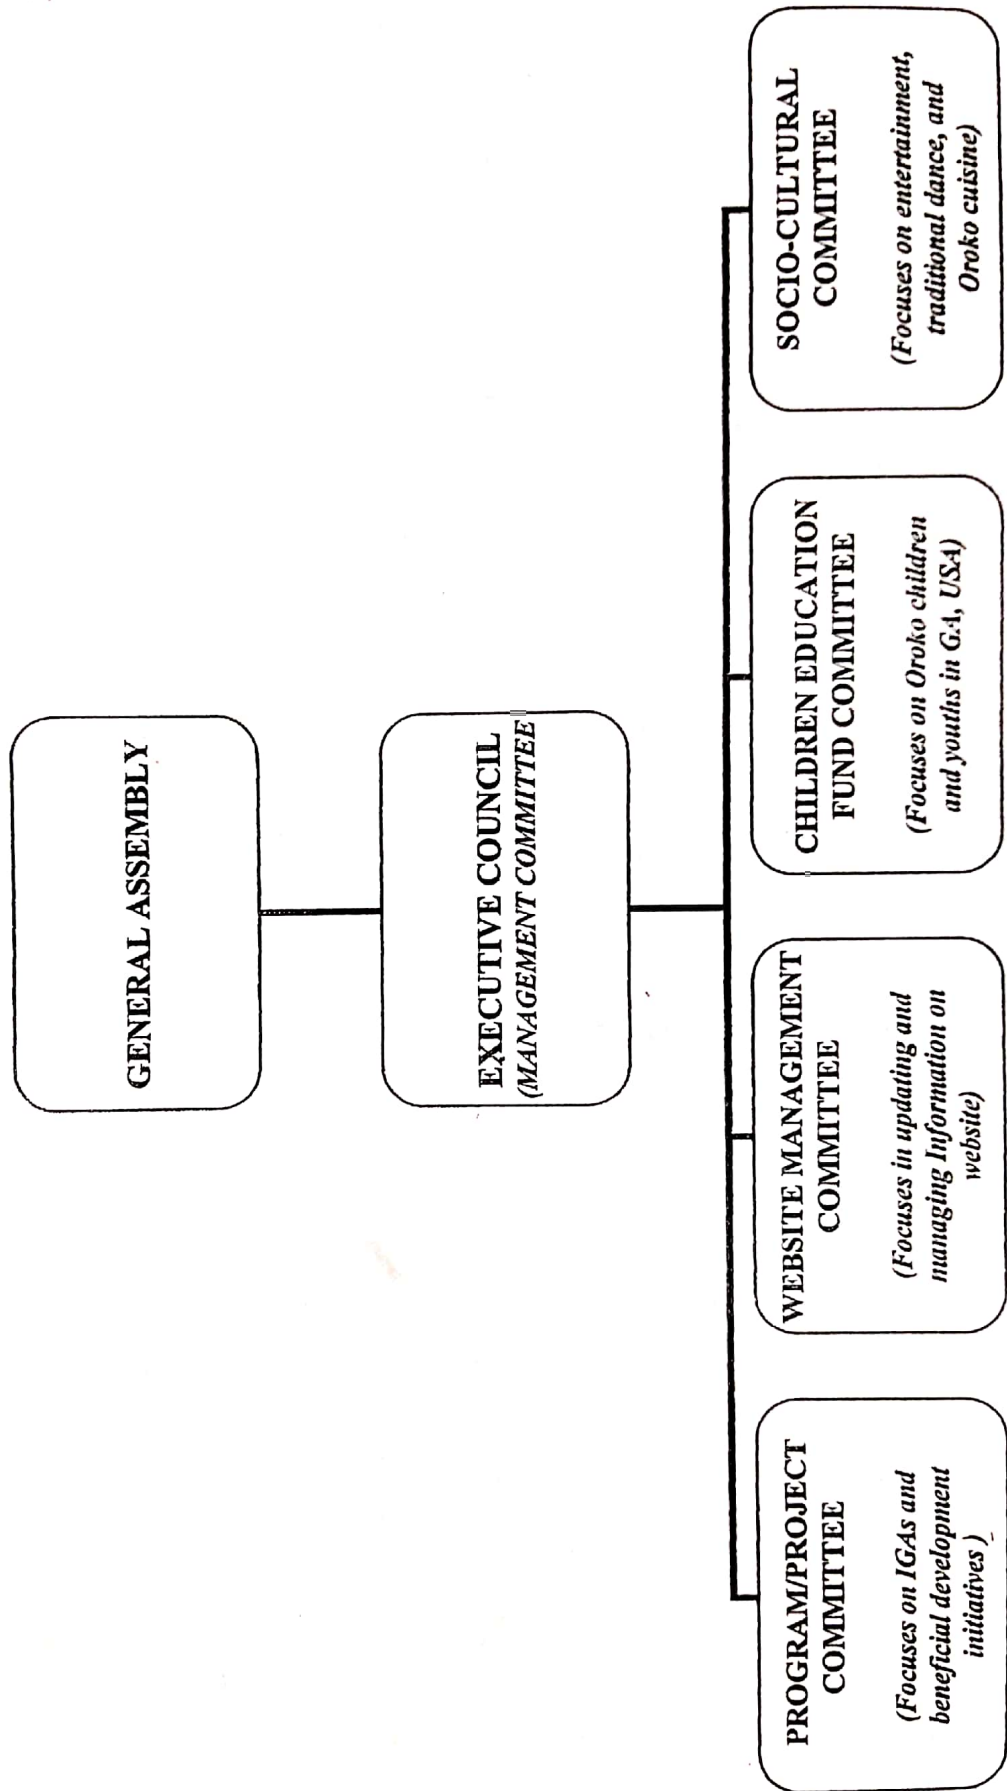 GENERAL ASSEMBLY
EXECUTIVE COUNCIL
(MANAGEMENT COMMITTEE)
PROGRAM/PROJECT
COMMITTEE
(Focuses on IGAs and
beneficial development
initiatives)
WEBSITE MANAGEMENT
COMMITTEE
(Focuses in updating and
managing Information on
website)
CHILDREN EDUCATION
FUND COMMITTEE
(Focuses on Oroko children
and youths in GA, USA)
SOCIO-CULTURAL
COMMITTEE
(Focuses on entertainment,
traditional dance, and
Oroko cuisine)